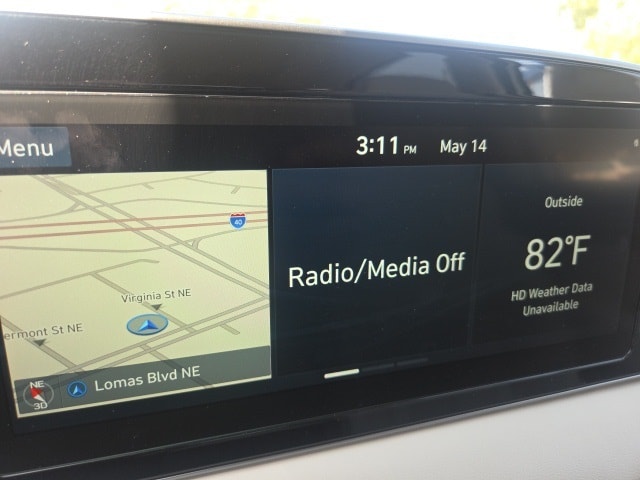 Menu
3:11 PM
May 14
40
Virginia St NE
ermont St NE
NE
3D
Lomas Blvd NE
Radio/Media Off
Outside
82°F
HD Weather Data
Unavailable